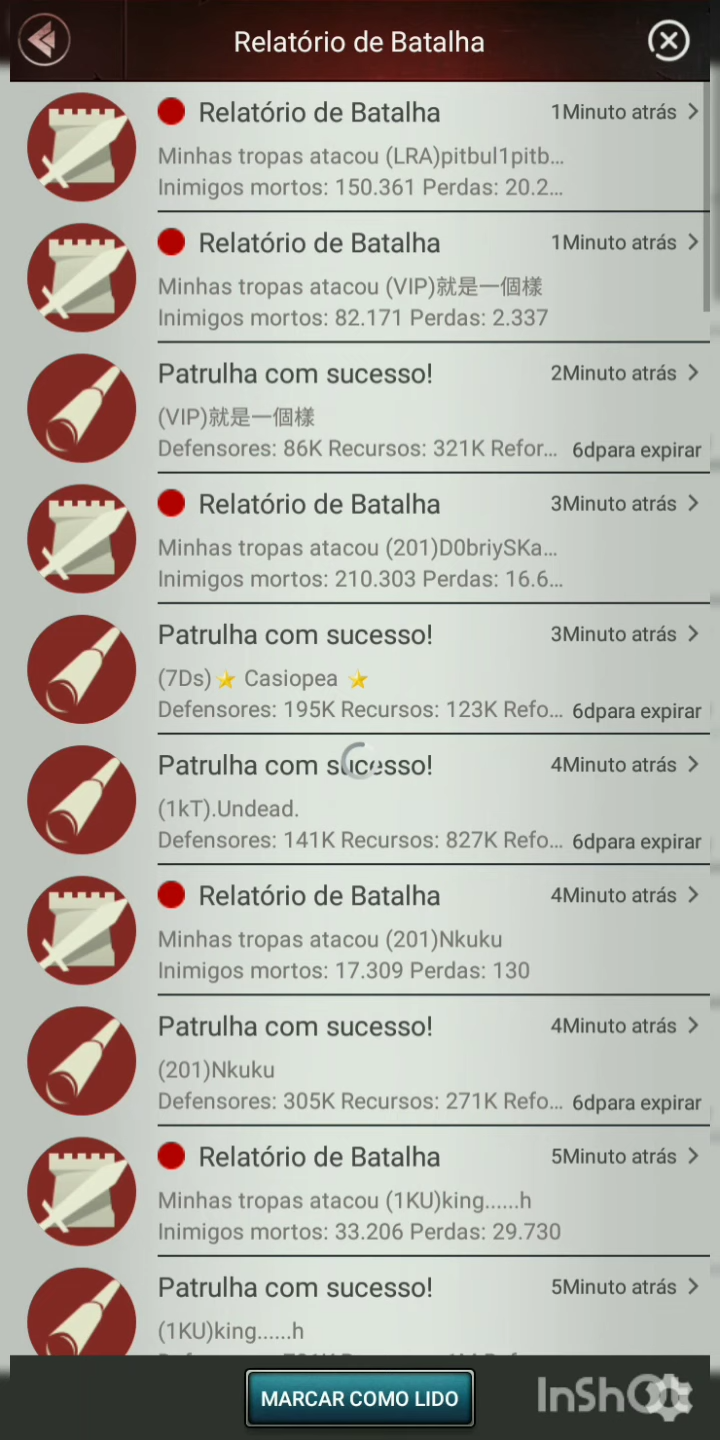 Relatório de Batalha
Relatório de Batalha 1Minuto atrás
Minhas tropas atacou (LRA)pitbul1pitb...
Inimigos mortos: 150.361 Perdas: 20.2...
Relatório de Batalha 1Minuto atrás
Minhas tropas atacou (VIP)就是一個樣
Inimigos mortos: 82.171 Perdas: 2.337
Patrulha com sucesso! 2Minuto atrás
(VIP)就是一個樣
Defensores: 86K Recursos: 321K Refor... 6dpara expirar
Relatório de Batalha 3Minuto atrás
Minhas tropas atacou (201)D0briySKa...
Inimigos mortos: 210.303 Perdas: 16.6...
Patrulha com sucesso! 3Minuto atrás
(7Ds)⭐ Casiopea ⭐
Defensores: 195K Recursos: 123K Refo... 6dpara expirar
Patrulha com sucesso! 4Minuto atrás
(1kT).Undead.
Defensores: 141K Recursos: 827K Refo... 6dpara expirar
Relatório de Batalha 4Minuto atrás
Minhas tropas atacou (201)Nkuku
Inimigos mortos: 17.309 Perdas: 130
Patrulha com sucesso! 4Minuto atrás
(201)Nkuku
Defensores: 305K Recursos: 271K Refo... 6dpara expirar
Relatório de Batalha 5Minuto atrás
Minhas tropas atacou (1KU)king......h
Inimigos mortos: 33.206 Perdas: 29.730
Patrulha com sucesso! 5Minuto atrás
(1KU)king......h
MARCAR COMO LIDO
InShOt